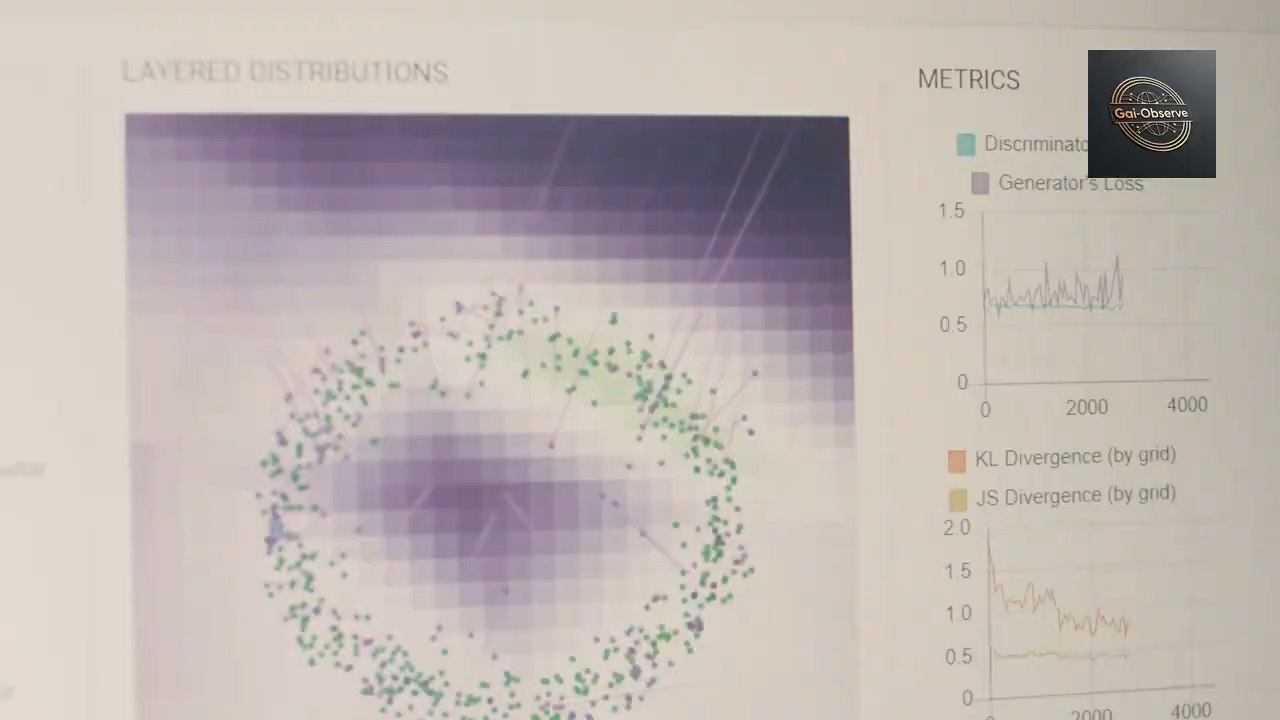 LAYERED DISTRIBUTIONS
METRICS
Gai-Observe
Discriminato
Generator's Loss
1.5
1.0
0.5
0
0 2000 4000
KL Divergence (by grid)
JS Divergence (by grid)
2.0
1.5
1.0
0.5
0
2000 4000